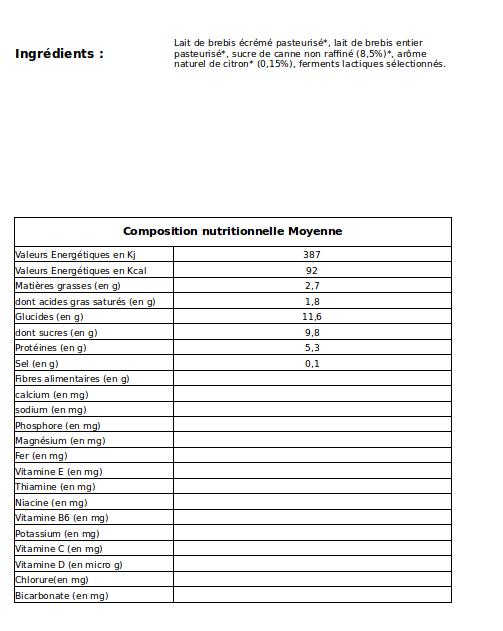 Ingrédients :
Lait de brebis écrémé pasteurisé*, lait de brebis entier
pasteurisé*, sucre de canne non raffiné (8,5%)*, arôme
naturel de citron* (0,15%), ferments lactiques sélectionnés.
Composition nutritionnelle Moyenne
Valeurs Energétiques en Kj 387
Valeurs Energétiques en Kcal 92
Matières grasses (en g) 2,7
dont acides gras saturés (en g) 1,8
Glucides (en g) 11,6
dont sucres (en g) 9,8
Protéines (en g) 5,3
Sel (en g) 0,1
Fibres alimentaires (en g)
calcium (en mg)
sodium (en mg)
Phosphore (en mg)
Magnésium (en mg)
Fer (en mg)
Vitamine E (en mg)
Thiamine (en mg)
Niacine (en mg)
Vitamine B6 (en mg)
Potassium (en mg)
Vitamine C (en mg)
Vitamine D (en micro g)
Chlorure(en mg)
Bicarbonate (en mg)